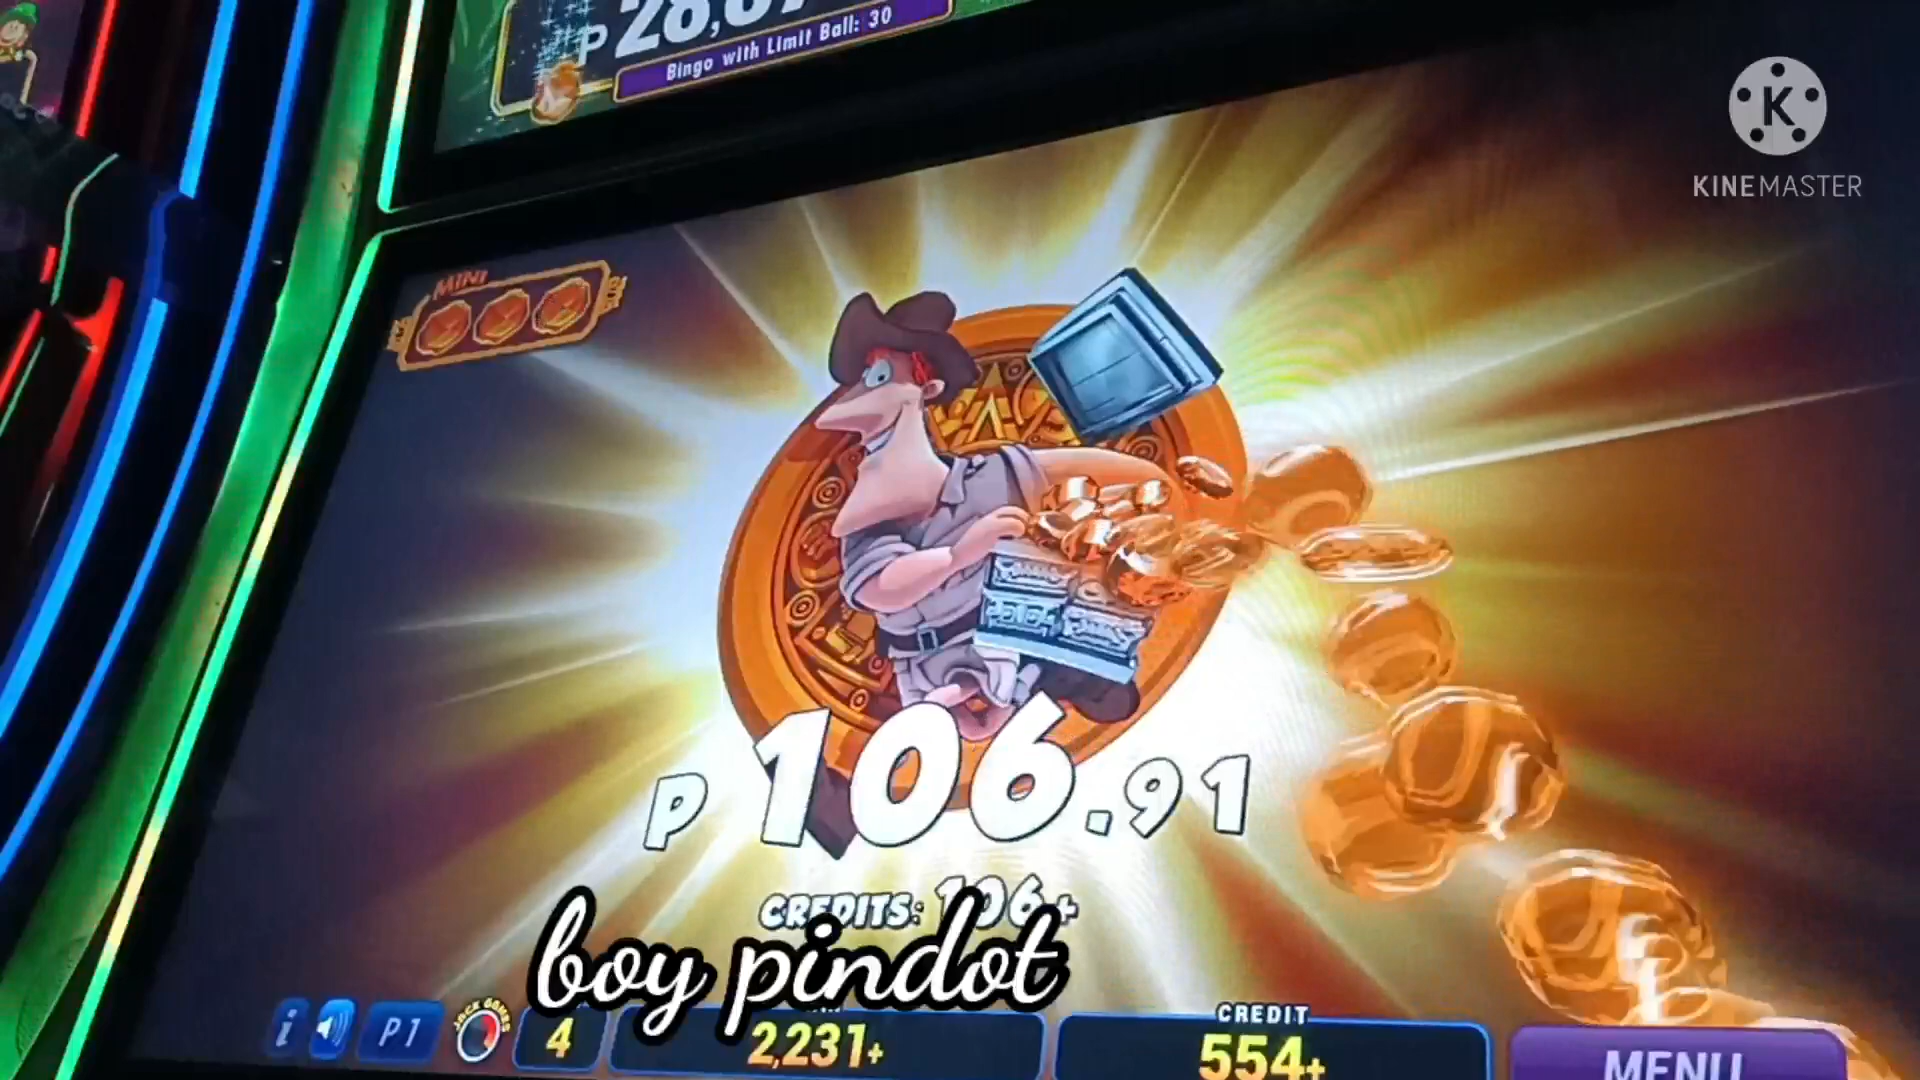 P
Bingo with Limit Ball: 30
KINEMASTER
MINI
P 106.91
CREDITS: 106+
boy pindot
i
P1
4
2,231+
CREDIT
554+
MENU